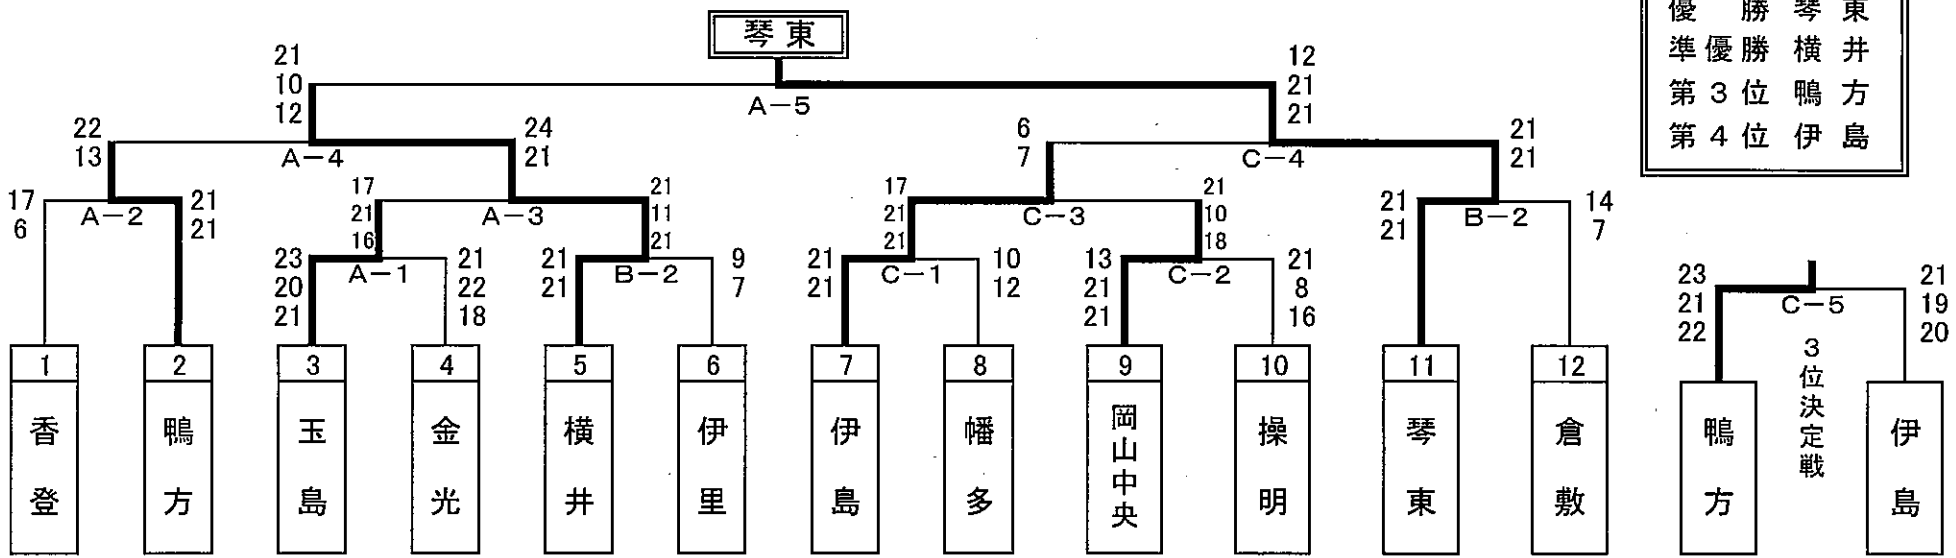 優 勝 琴 東
準優勝 横 井
第3位 鴨 方
第4位 伊 島
琴東
21
10
12
12
21
21
A-5
22
13
24
21
A-4
6
7
21
21
C-4
17
6
21
21
A-2
17
21
16
21
11
21
A-3
17
21
21
21
10
18
C-3
21
21
14
7
B-2
23
20
21
21
22
18
A-1
21
21
9
7
B-2
21
21
10
12
C-1
13
21
21
21
8
16
C-2
23
21
22
21
19
20
C-5
3位決定戦
1
2
3
4
5
6
7
8
9
10
11
12
香登
鴨方
玉島
金光
横井
伊里
伊島
幡多
岡山中央
操明
琴東
倉敷
鴨方
伊島